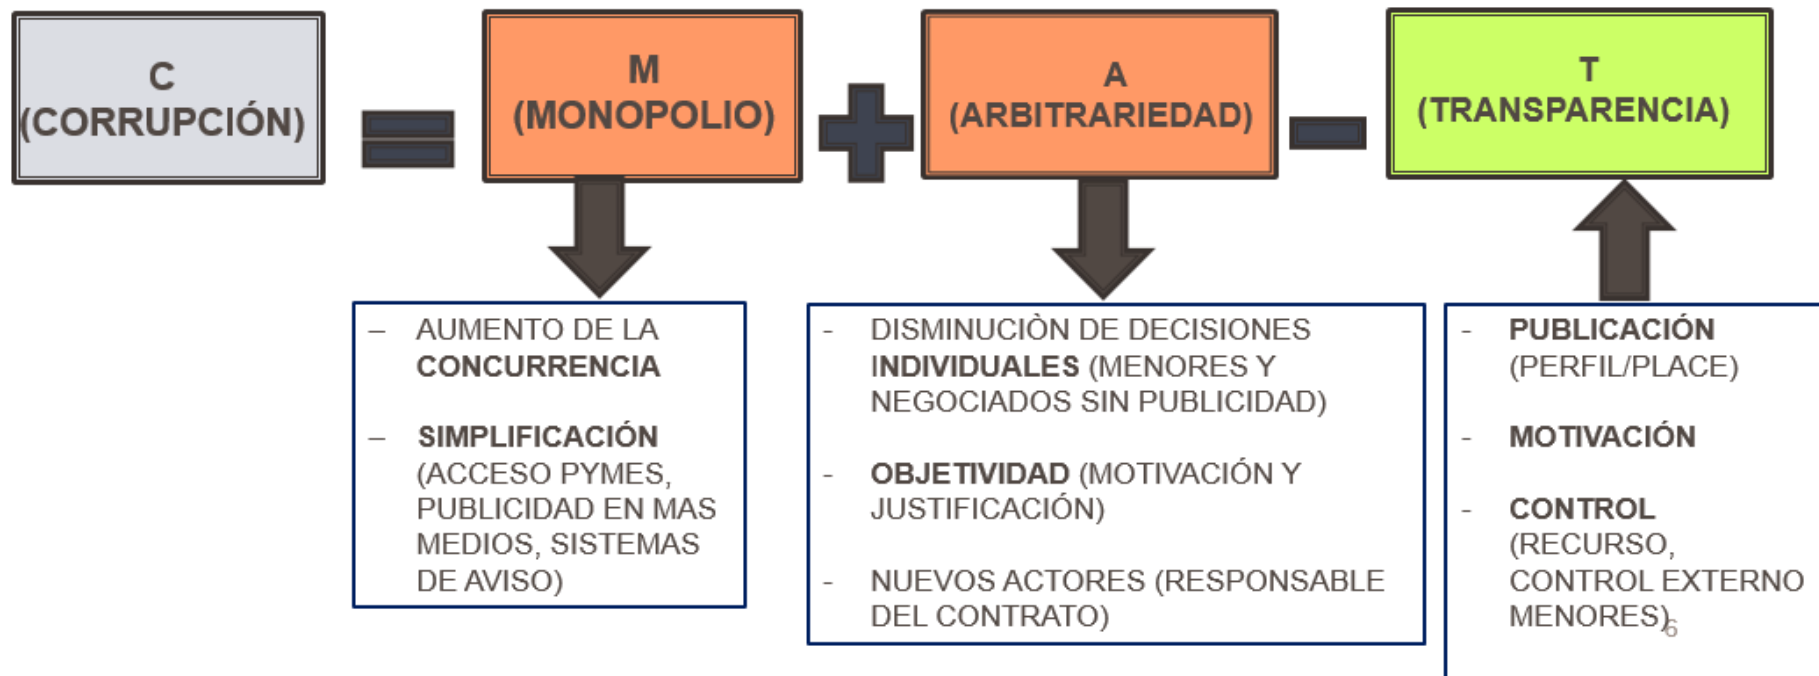 C
(CORRUPCIÓN)
M
(MONOPOLIO)
A
(ARBITRARIEDAD)
T
(TRANSPARENCIA)
– AUMENTO DE LA
CONCURRENCIA
– SIMPLIFICACIÓN
(ACCESO PYMES,
PUBLICIDAD EN MAS
MEDIOS, SISTEMAS
DE AVISO)
- DISMINUCIÒN DE DECISIONES
INDIVIDUALES (MENORES Y
NEGOCIADOS SIN PUBLICIDAD)
- OBJETIVIDAD (MOTIVACIÓN Y
JUSTIFICACIÓN)
- NUEVOS ACTORES (RESPONSABLE
DEL CONTRATO)
- PUBLICACIÓN
(PERFIL/PLACE)
- MOTIVACIÓN
- CONTROL
(RECURSO,
CONTROL EXTERNO
MENORES)
6